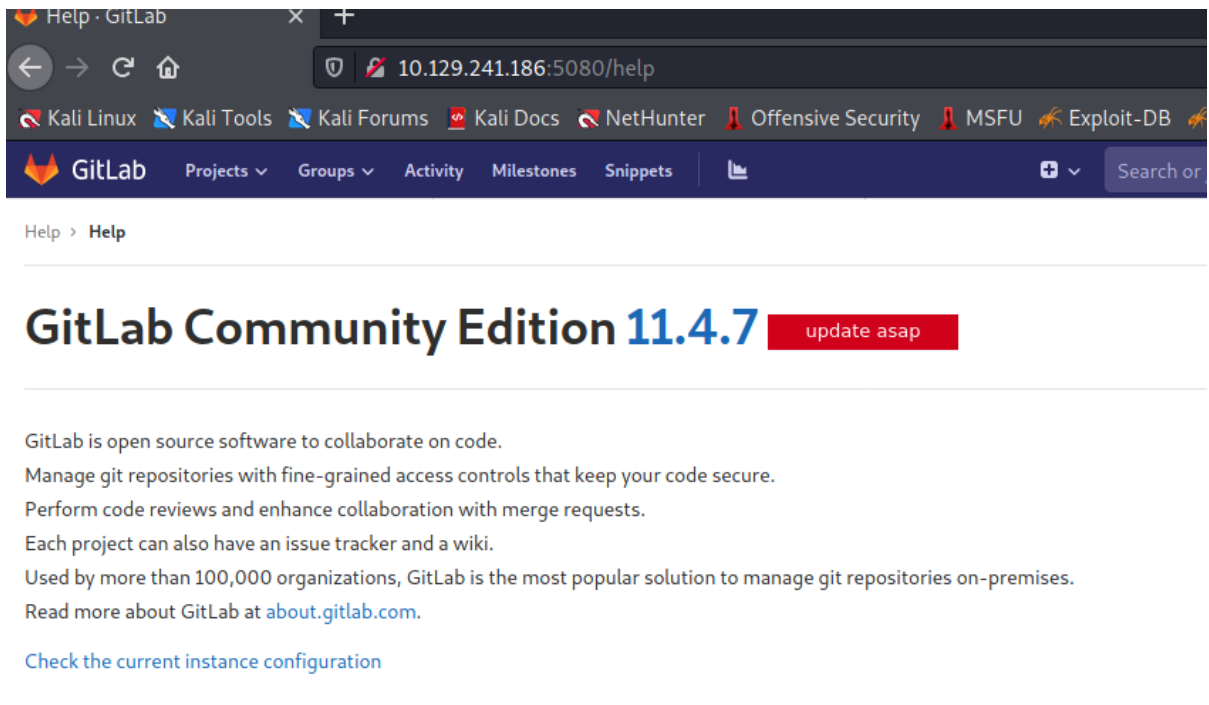 Help · GitLab
10.129.241.186:5080/help
Kali Linux Kali Tools Kali Forums Kali Docs NetHunter Offensive Security MSFU Exploit-DB
GitLab Projects Groups Activity Milestones Snippets Search or
Help > Help
GitLab Community Edition 11.4.7 update asap
GitLab is open source software to collaborate on code.
Manage git repositories with fine-grained access controls that keep your code secure.
Perform code reviews and enhance collaboration with merge requests.
Each project can also have an issue tracker and a wiki.
Used by more than 100,000 organizations, GitLab is the most popular solution to manage git repositories on-premises.
Read more about GitLab at about.gitlab.com.
Check the current instance configuration